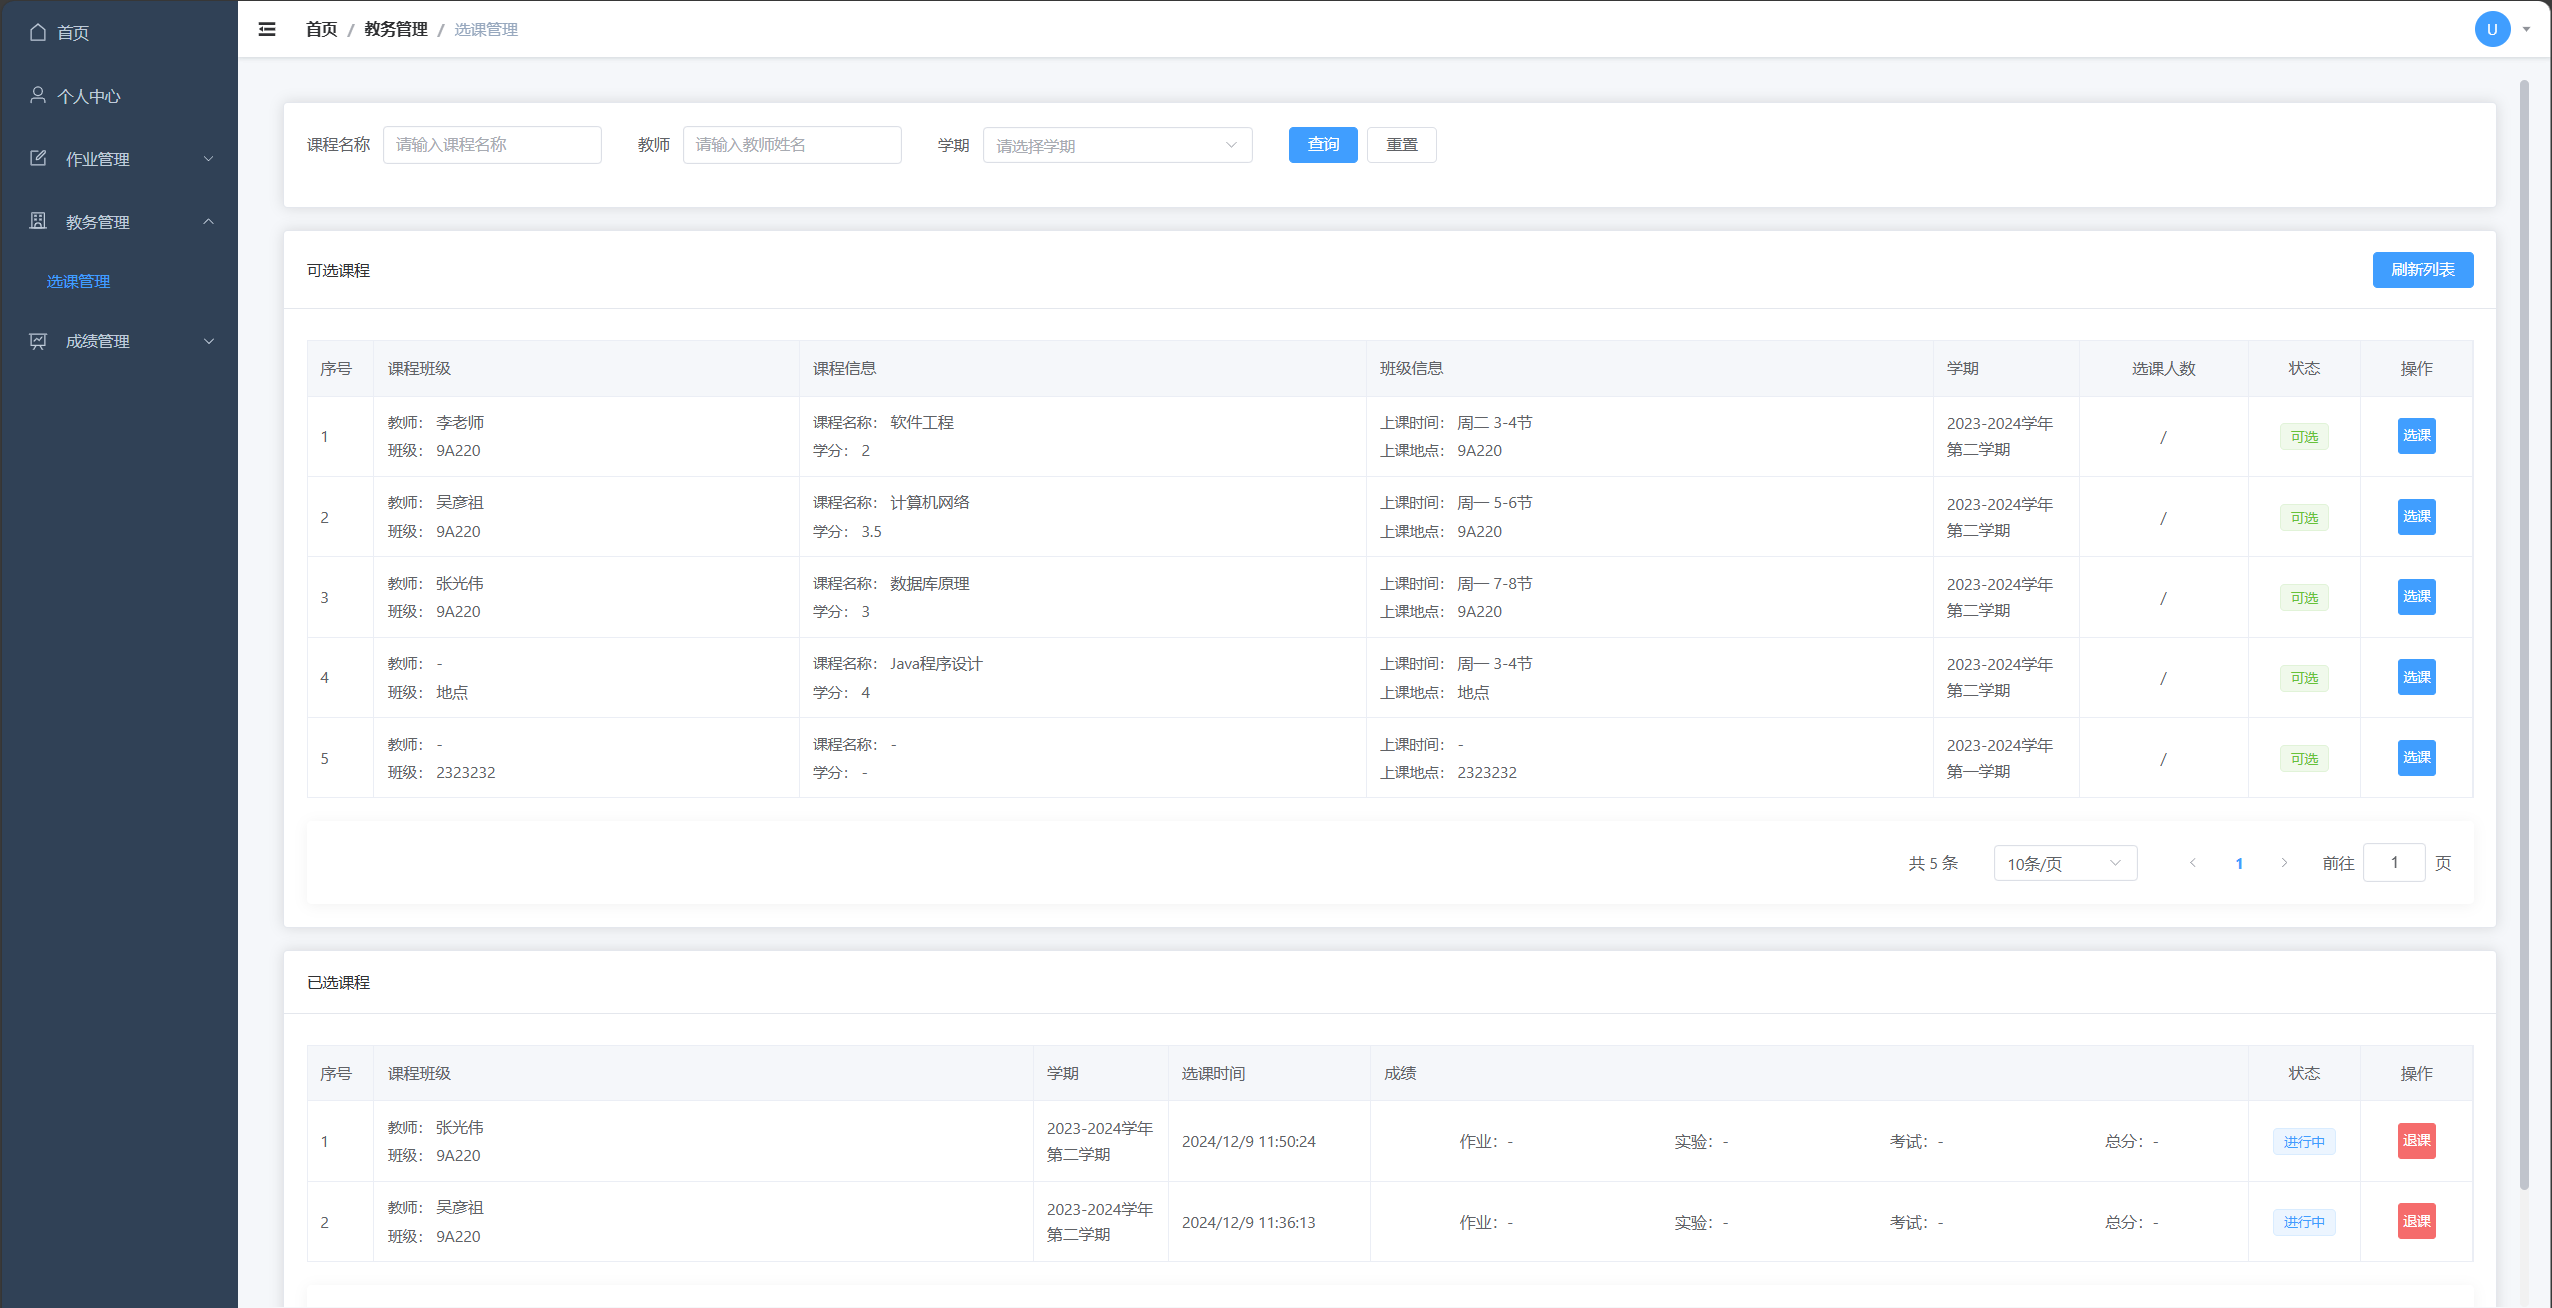 首页
个人中心
作业管理
教务管理
选课管理
成绩管理
首页 / 教务管理 / 选课管理
U
课程名称 请输入课程名称 教师 请输入教师姓名 学期 请选择学期 查询 重置
可选课程 刷新列表
序号 课程班级 课程信息 班级信息 学期 选课人数 状态 操作
1 教师： 李老师 课程名称： 软件工程 上课时间： 周二 3-4节 2023-2024学年 / 可选 选课
班级： 9A220 学分： 2 上课地点： 9A220 第二学期
2 教师： 吴彦祖 课程名称： 计算机网络 上课时间： 周一 5-6节 2023-2024学年 / 可选 选课
班级： 9A220 学分： 3.5 上课地点： 9A220 第二学期
3 教师： 张光伟 课程名称： 数据库原理 上课时间： 周一 7-8节 2023-2024学年 / 可选 选课
班级： 9A220 学分： 3 上课地点： 9A220 第二学期
4 教师： - 课程名称： Java程序设计 上课时间： 周一 3-4节 2023-2024学年 / 可选 选课
班级： 地点 学分： 4 上课地点： 地点 第二学期
5 教师： - 课程名称： - 上课时间： - 2023-2024学年 / 可选 选课
班级： 2323232 学分： - 上课地点： 2323232 第一学期
共 5 条 10条/页 1 前往 1 页
已选课程
序号 课程班级 学期 选课时间 成绩 状态 操作
1 教师： 张光伟 2023-2024学年 2024/12/9 11:50:24 作业：- 实验：- 考试：- 总分：- 进行中 退课
班级： 9A220 第二学期
2 教师： 吴彦祖 2023-2024学年 2024/12/9 11:36:13 作业：- 实验：- 考试：- 总分：- 进行中 退课
班级： 9A220 第二学期